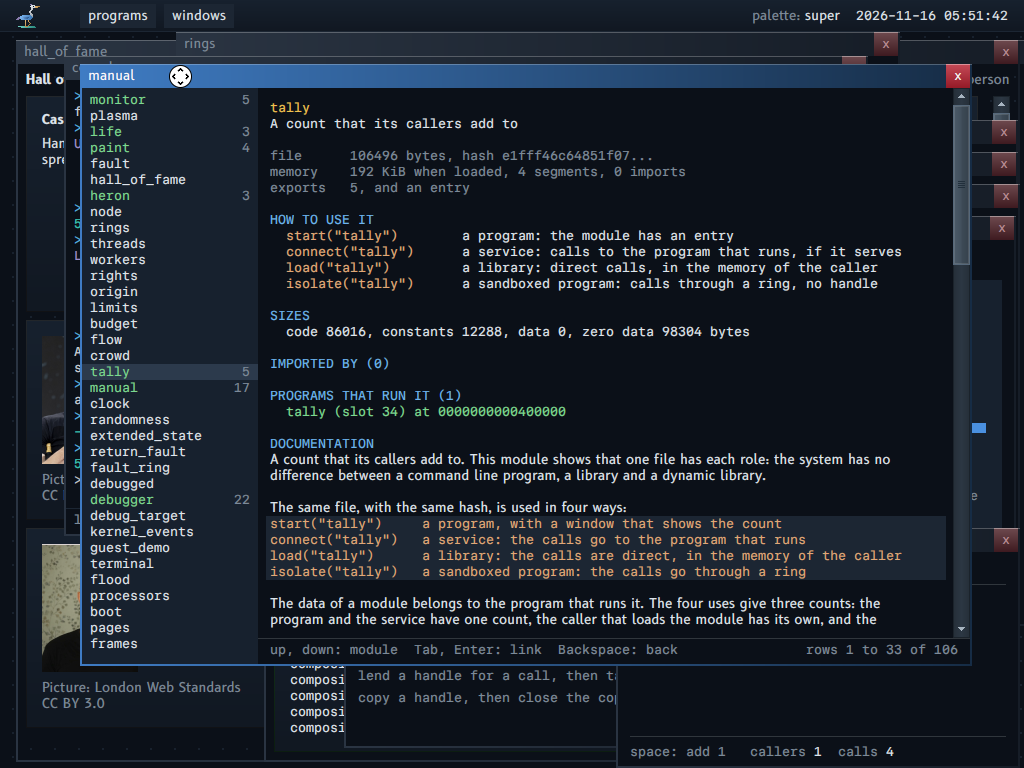 programs windows palette: super 2026-11-16 05:51:42
rings x
hall_of_fame x
manual x
Hall o
person
monitor 5
plasma
life 3
paint 4
fault
hall_of_fame
heron 3
node
rings
threads
workers
rights
origin
limits
budget
flow
crowd
tally 5
manual 17
clock
randomness
extended_state
return_fault
fault_ring
debugged
debugger 22
debug_target
kernel_events
guest_demo
terminal
flood
processors
boot
pages
frames
tally
A count that its callers add to
file 106496 bytes, hash e1fff46c64851f07...
memory 192 KiB when loaded, 4 segments, 0 imports
exports 5, and an entry
HOW TO USE IT
start("tally") a program: the module has an entry
connect("tally") a service: calls to the program that runs, if it serves
load("tally") a library: direct calls, in the memory of the caller
isolate("tally") a sandboxed program: calls through a ring, no handle
SIZES
code 86016, constants 12288, data 0, zero data 98304 bytes
IMPORTED BY (0)
PROGRAMS THAT RUN IT (1)
tally (slot 34) at 0000000000400000
DOCUMENTATION
A count that its callers add to. This module shows that one file has each role: the system has no
difference between a command line program, a library and a dynamic library.
The same file, with the same hash, is used in four ways:
start("tally") a program, with a window that shows the count
connect("tally") a service: the calls go to the program that runs
load("tally") a library: the calls are direct, in the memory of the caller
isolate("tally") a sandboxed program: the calls go through a ring
The data of a module belongs to the program that runs it. The four uses give three counts: the
program and the service have one count, the caller that loads the module has its own, and the
up, down: module Tab, Enter: link Backspace: back rows 1 to 33 of 106
Cas
Han
spre
Pict
CC
x
x
x
x
x
Picture: London Web Standards
CC BY 3.0
composi
composi
composi
composi
composi
lend a handle for a call, then t
copy a handle, then close the co
space: add 1 callers 1 calls 4